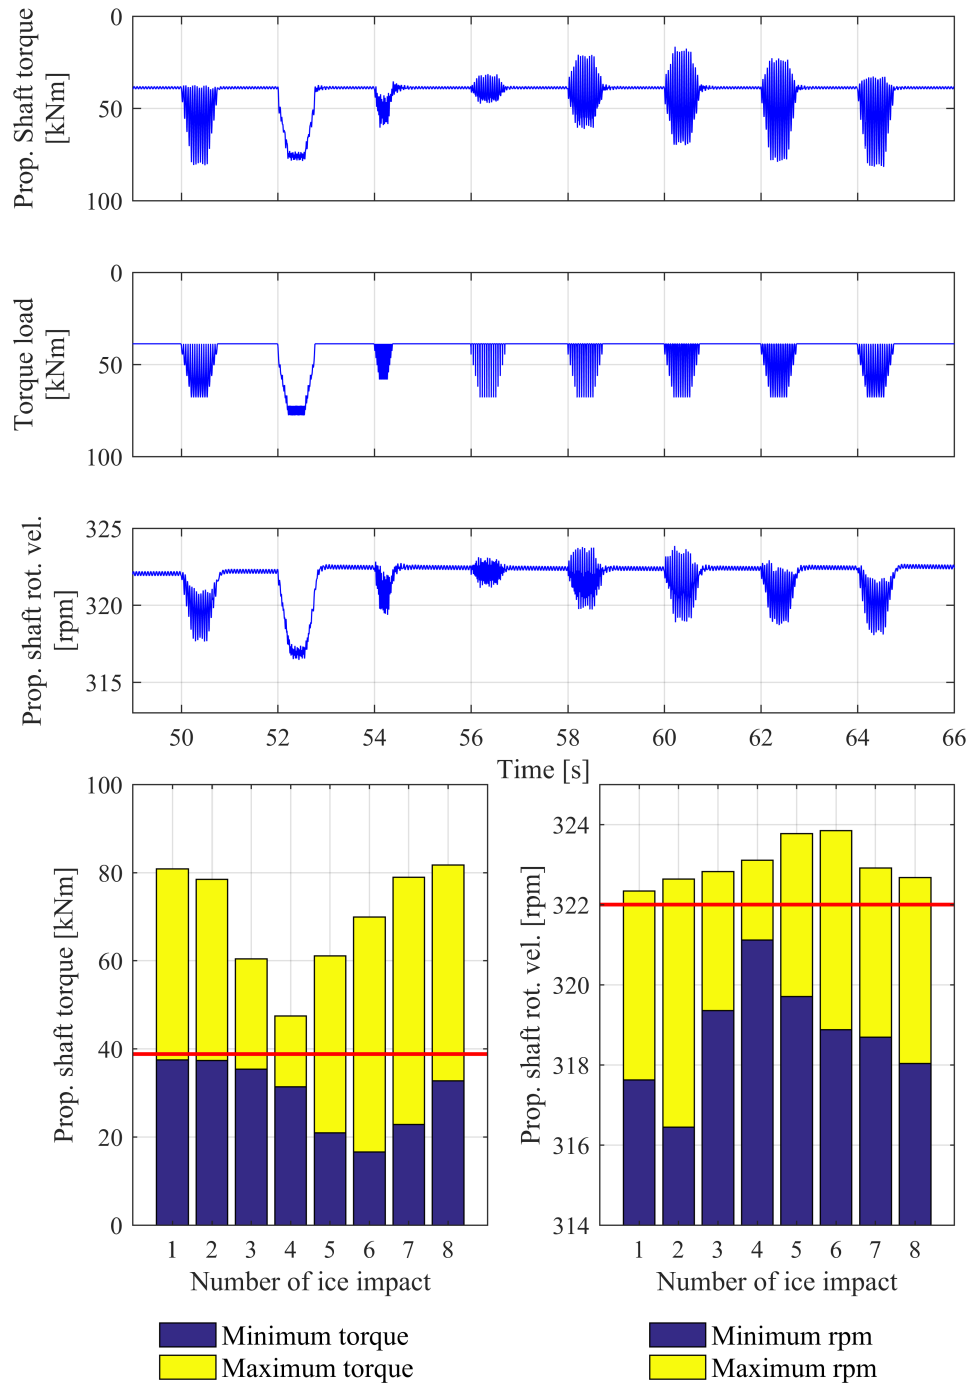 Prop. Shaft torque
[kNm]
0
50
100
Torque load
[kNm]
0
50
100
Prop. shaft rot. vel.
[rpm]
325
320
315
50 52 54 56 58 60 62 64 66
Time [s]
Prop. shaft torque [kNm]
100
80
60
40
20
0
1 2 3 4 5 6 7 8
Number of ice impact
Minimum torque
Maximum torque
Prop. shaft rot. vel. [rpm]
324
322
320
318
316
314
1 2 3 4 5 6 7 8
Number of ice impact
Minimum rpm
Maximum rpm